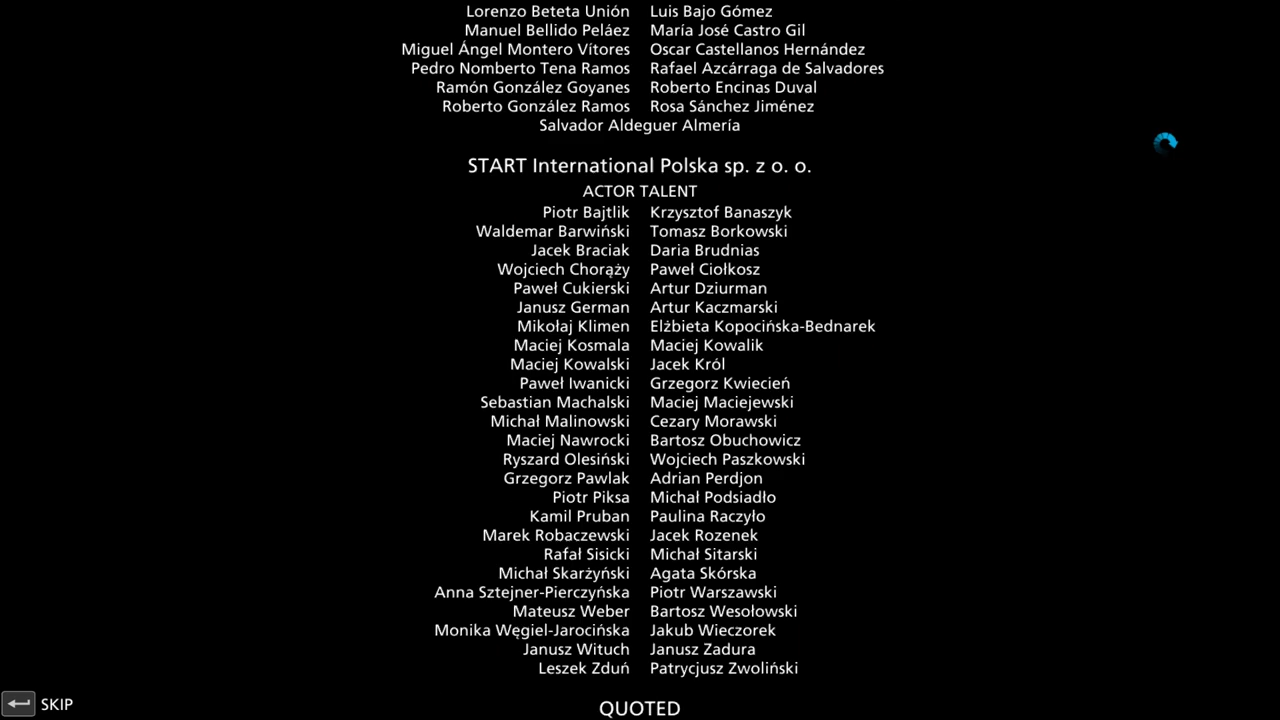 Lorenzo Beteta Unión Luis Bajo Gómez
Manuel Bellido Peláez María José Castro Gil
Miguel Ángel Montero Vítores Oscar Castellanos Hernández
Pedro Nomberto Tena Ramos Rafael Azcárraga de Salvadores
Ramón González Goyanes Roberto Encinas Duval
Roberto González Ramos Rosa Sánchez Jiménez
Salvador Aldeguer Almería
START International Polska sp. z o. o.
ACTOR TALENT
Piotr Bajtlik Krzysztof Banaszyk
Waldemar Barwiński Tomasz Borkowski
Jacek Braciak Daria Brudnias
Wojciech Chorąży Paweł Ciołkosz
Paweł Cukierski Artur Dziurman
Janusz German Artur Kaczmarski
Mikołaj Klimen Elżbieta Kopocińska-Bednarek
Maciej Kosmala Maciej Kowalik
Maciej Kowalski Jacek Król
Paweł Iwanicki Grzegorz Kwiecień
Sebastian Machalski Maciej Maciejewski
Michał Malinowski Cezary Morawski
Maciej Nawrocki Bartosz Obuchowicz
Ryszard Olesiński Wojciech Paszkowski
Grzegorz Pawlak Adrian Perdjon
Piotr Piksa Michał Podsiadło
Kamil Pruban Paulina Raczyło
Marek Robaczewski Jacek Rozenek
Rafał Sisicki Michał Sitarski
Michał Skarżyński Agata Skórska
Anna Sztejner-Pierczyńska Piotr Warszawski
Mateusz Weber Bartosz Wesołowski
Monika Węgiel-Jarocińska Jakub Wieczorek
Janusz Wituch Janusz Zadura
Leszek Zduń Patrycjusz Zwoliński
SKIP
QUOTED